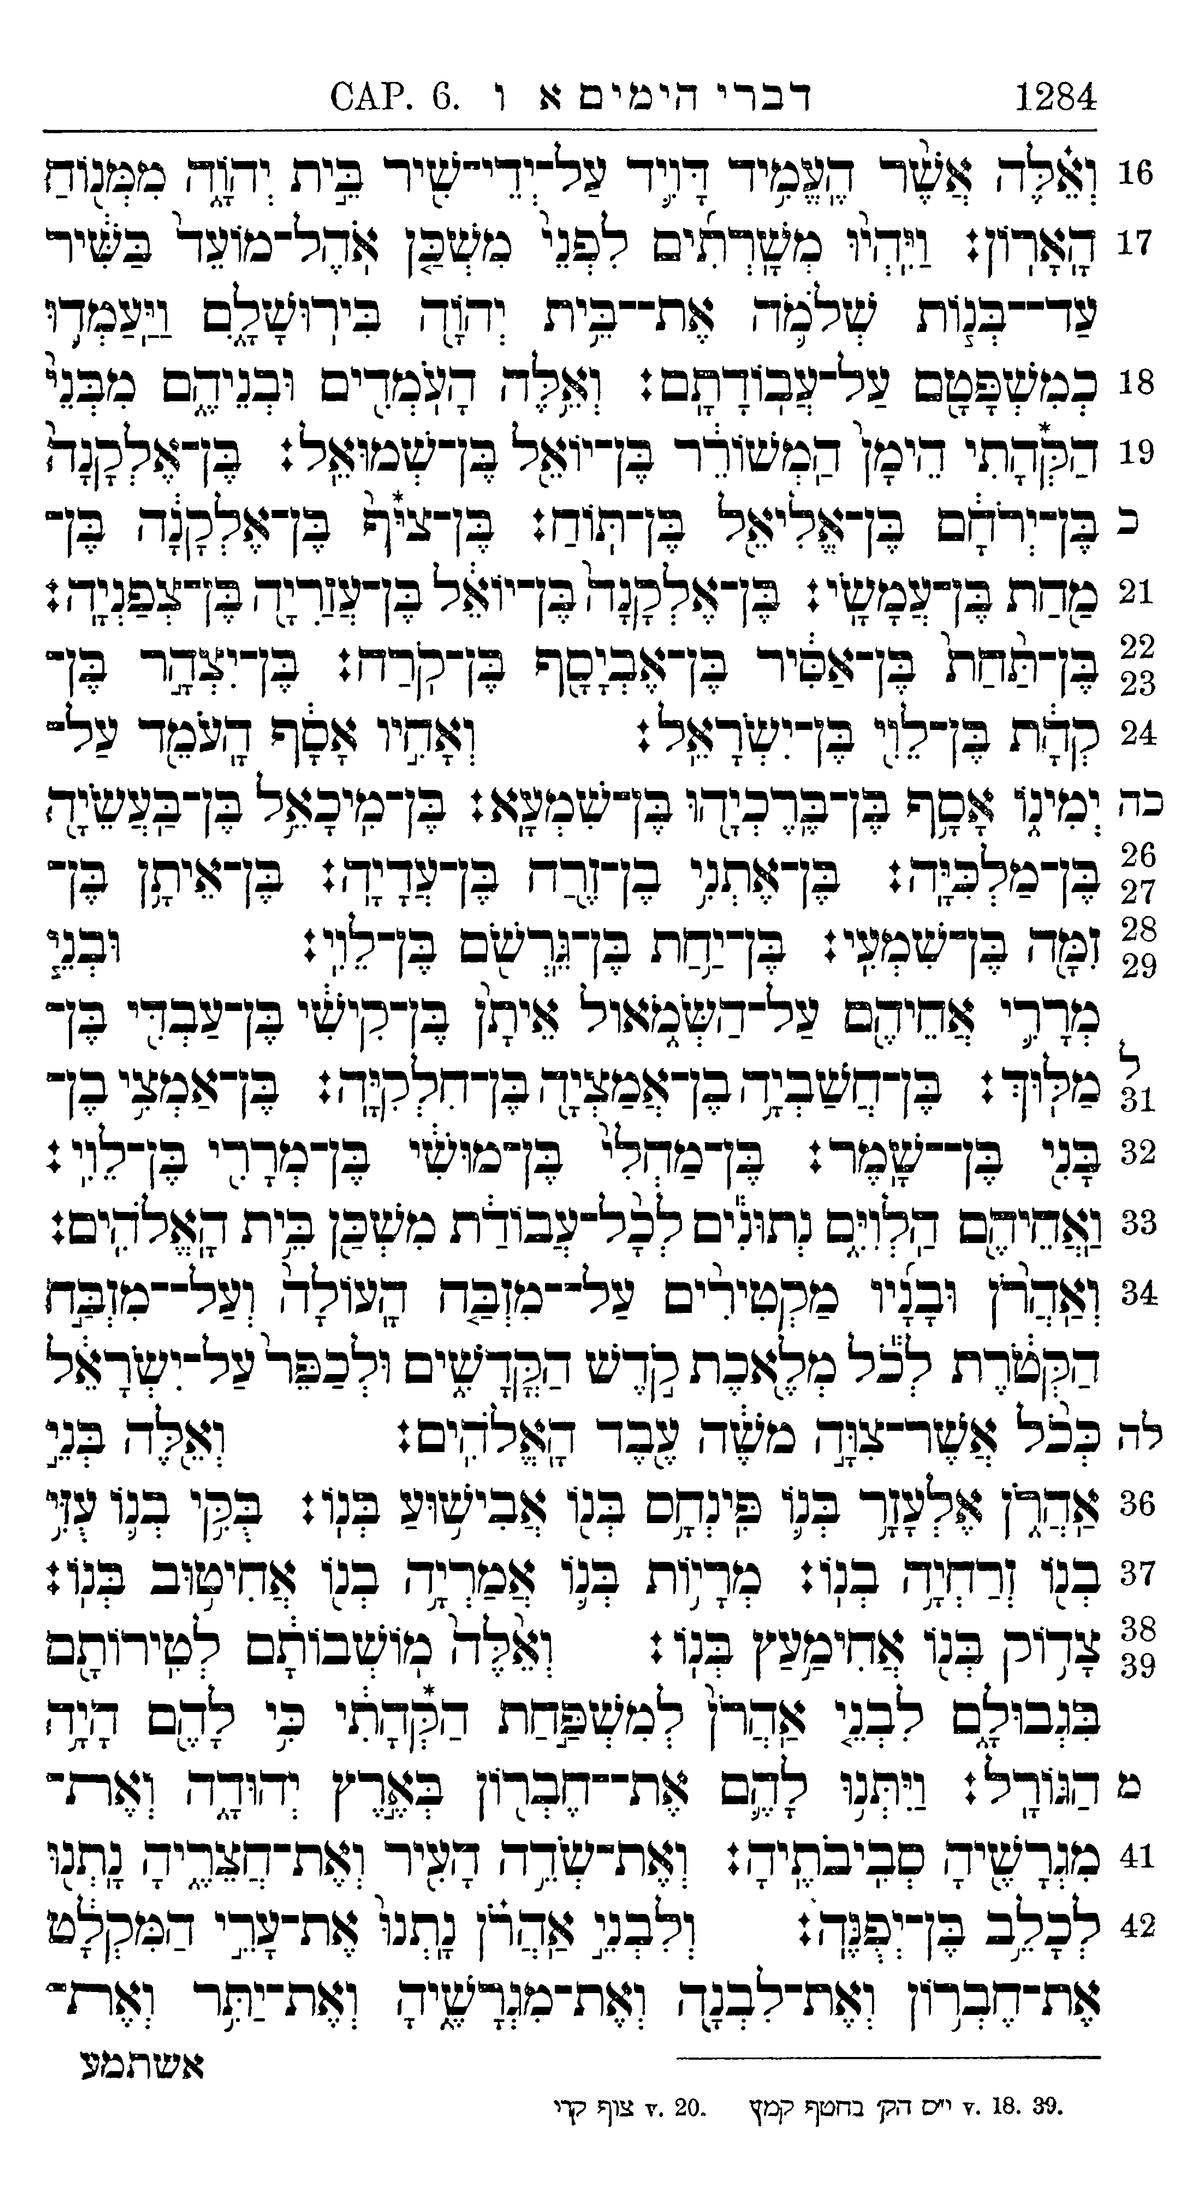 1284 דברי הימים א ו CAP. 6.
16 וְאֵ֗לֶּה אֲשֶׁ֨ר הֶעֱמִ֥יד דָּוִ֛יד עַל־יְדֵי־שִׁ֖יר בֵּ֣ית יְהוָ֑ה מִמְּנ֖וֹחַ
17 הָאָרֽוֹן׃ וַיִּֽהְי֨וּ מְשָׁרְתִ֜ים לִפְנֵ֨י מִשְׁכַּ֤ן אֹֽהֶל־מוֹעֵד֙ בַּשִּׁ֔יר
עַד־־בְּנ֧וֹת שְׁלֹמֹ֛ה אֶת־־בֵּ֥ית יְהוָ֖ה בִּירֽוּשָׁלִָ֑ם וַיַּֽעַמְד֥וּ
18 כְמִשְׁפָּטָ֖ם עַל־עֲבוֹדָתָֽם׃ וְאֵ֥לֶּה הָעֹֽמְדִ֖ים וּבְנֵיהֶ֑ם מִבְּנֵי֙
19 הַקְּֿהָתִ֔י הֵימָן֙ הַֽמְשׁוֹרֵ֔ר בֶּן־יוֹאֵ֖ל בֶּן־שְׁמוּאֵֽל׃ בֶּן־אֶלְקָנָה֙
כ בֶּן־יְרֹחָ֔ם בֶּן־אֱלִיאֵ֖ל בֶּן־תּֽוֹחַ׃ בֶּן־צוּף֙* בֶּן־אֶלְקָנָ֔ה בֶּן־
21 מַ֖חַת בֶּן־עֲמָשָֽׂי׃ בֶּן־אֶלְקָנָה֙ בֶּן־יוֹאֵ֔ל בֶּן־עֲזַרְיָ֖ה בֶּן־צְפַנְיָֽה׃
22 23 בֶּן־תַּ֙חַת֙ בֶּן־אַסִּ֔יר בֶּן־אֶבְיָסָ֖ף בֶּן־קֹֽרַח׃ בֶּן־יִצְהָ֣ר בֶּן־
24 קְהָ֔ת בֶּן־לֵוִ֖י בֶּן־יִשְׂרָאֵֽל׃ וְאָחִ֣יו אָסָ֔ף הָעֹמֵ֖ד עַל־
כה יְמִינ֑וֹ אָסָ֥ף בֶּן־בֶּֽרֶכְיָ֖הוּ בֶּן־שִׁמְעָֽא׃ בֶּן־מִֽיכָאֵ֥ל בֶּן־בַּֽעֲשֵׂיָ֖ה
26 27 בֶּן־מַלְכִּיָּֽה׃ בֶּן־אֶתְנִ֥י בֶן־זֶ֖רַח בֶּן־עֲדָיָֽה׃ בֶּן־אֵיתָ֥ן בֶּן־
28 29 זִמָּ֖ה בֶּן־שִׁמְעִֽי׃ בֶּן־יַ֥חַת בֶּן־גֵּרְשֹׁ֖ם בֶּן־לֵוִֽי׃ וּבְנֵ֧י
מְרָרִ֛י אֲחֵיהֶ֖ם עַל־הַשְּׂמֹ֑אול אֵיתָן֙ בֶּן־קִישִׁ֔י בֶּן־עַבְדִּ֖י בֶּן־
ל 31 מַלּֽוּךְ׃ בֶּן־חֲשַׁבְיָ֥ה בֶן־אֲמַצְיָ֖ה בֶּן־חִלְקִיָּֽה׃ בֶּן־אַמְצִ֥י בֶן־
32 בָּנִ֖י בֶּן־־שָֽׁמֶר׃ בֶּן־מַחְלִי֙ בֶּן־מוּשִׁ֔י בֶּן־מְרָרִ֖י בֶּן־לֵוִֽי׃
33 וַֽאֲחֵיהֶ֖ם הַלְוִיִּ֑ם נְתוּנִ֕ים לְכָ֨ל־עֲבוֹדַ֔ת מִשְׁכַּ֖ן בֵּ֥ית הָֽאֱלֹהִֽים׃
34 וְֽאַהֲרֹ֨ן וּבָנָ֜יו מַקְטִירִ֨ים עַל־־מִזְבַּ֤ח הָֽעוֹלָה֙ וְעַל־־מִזְבַּ֣ח
הַקְּטֹ֔רֶת לְכֹ֕ל מְלֶ֖אכֶת קֹ֣דֶשׁ הַקֳּדָשִׁ֑ים וּלְכַפֵּר֙ עַל־יִשְׂרָאֵ֔ל
לה כְּכֹ֨ל אֲשֶׁר־צִוָּ֔ה מֹשֶׁ֖ה עֶ֥בֶד הָאֱלֹהִֽים׃ וְאֵ֖לֶּה בְּנֵ֣י
36 אַהֲרֹ֑ן אֶלְעָזָ֥ר בְּנ֛וֹ פִּֽינְחָ֥ס בְּנ֖וֹ אֲבִישׁ֥וּעַ בְּנֽוֹ׃ בֻּקִּ֥י בְנ֛וֹ עֻזִּ֥י
37 בְנ֖וֹ זְרַחְיָ֥ה בְנֽוֹ׃ מְרָי֥וֹת בְּנ֛וֹ אֲמַרְיָ֥ה בְנ֖וֹ אֲחִיט֥וּב בְּנֽוֹ׃
38 39 צָד֥וֹק בְּנ֖וֹ אֲחִימַ֥עַץ בְּנֽוֹ׃ וְאֵ֙לֶּה֙ מֽוֹשְׁבוֹתָ֔ם לְטִֽירוֹתָ֖ם
בִּגְבוּלָ֑ם לִבְנֵ֤י אַֽהֲרֹן֙ לְמִשְׁפַּ֣חַת הַקְּֿהָתִ֔י* כִּ֥י לָהֶ֖ם הָיָ֥ה
מ הַגּוֹרָֽל׃ וַיִּתְּנ֥וּ לָהֶ֛ם אֶת־־חֶבְר֖וֹן בְּאֶ֣רֶץ יְהוּדָ֑ה וְאֶת־
41 מִגְרָשֶׁ֖יהָ סְבִיבֹתֶֽיהָ׃ וְאֶת־שְׂדֵ֥ה הָעִ֖יר וְאֶת־חֲצֵרֶ֑יהָ נָֽתְנ֖וּ
42 לְכָלֵ֥ב בֶּן־יְפֻנֶּֽה׃ וְלִבְנֵ֣י אַהֲרֹ֗ן נָֽתְנוּ֙ אֶת־עָרֵ֣י הַמִּקְלָ֔ט
אֶת־חֶבְר֥וֹן וְאֶת־לִבְנָ֖ה וְאֶת־מִגְרָשֶׁ֑יהָ וְאֶת־יַתִּ֥ר וְאֶת־
אשתמע
v. 18. 39. י״ס הק׳ בחטף קמץ v. 20. צוף קרי